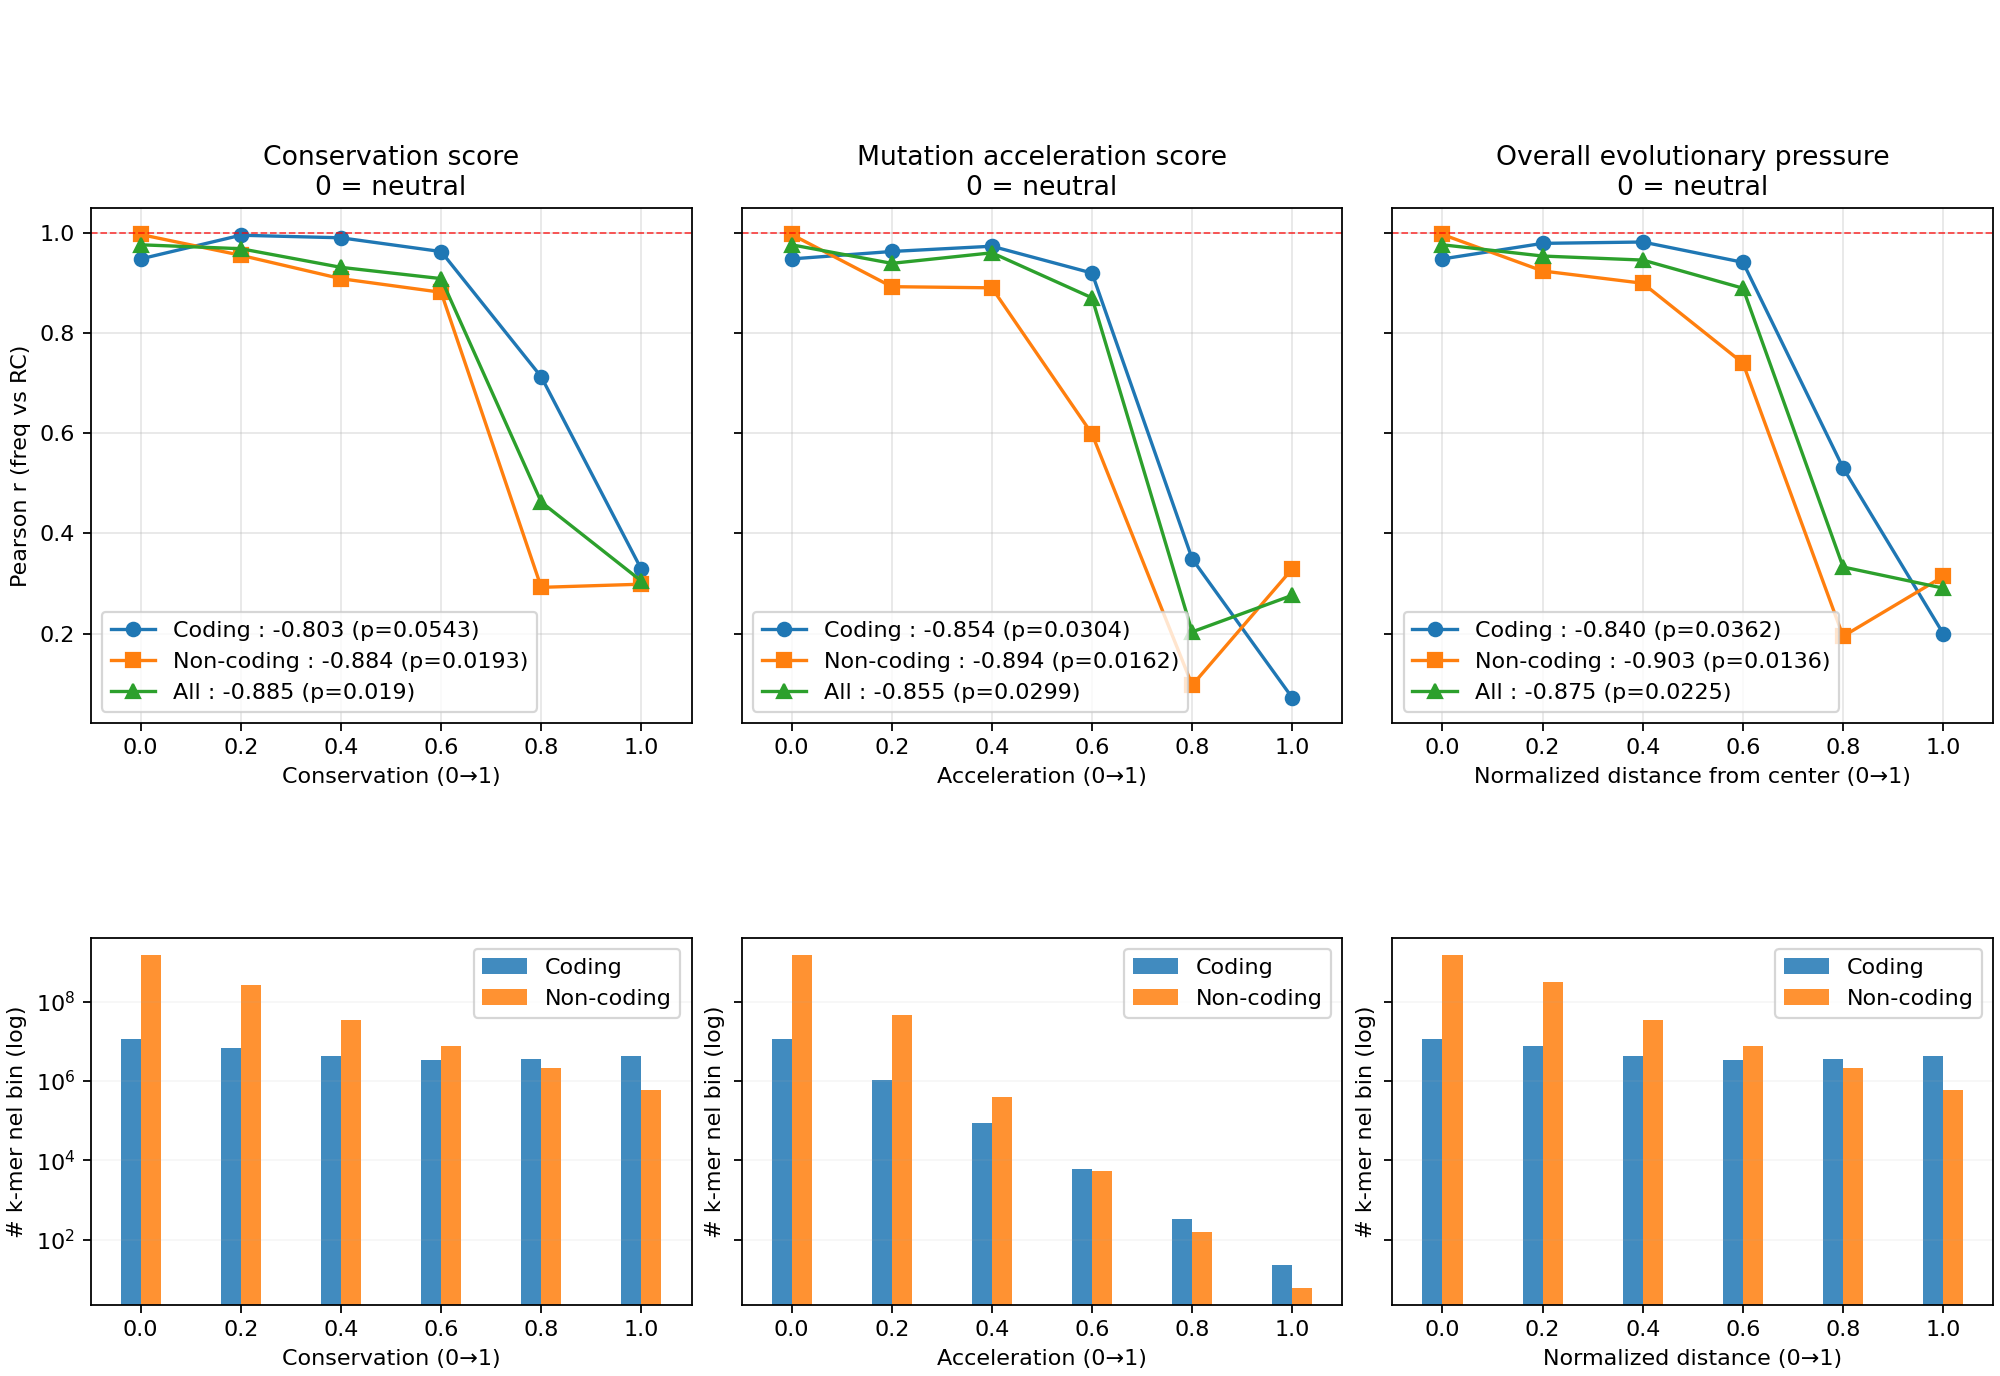 Conservation score
0 = neutral
Mutation acceleration score
0 = neutral
Overall evolutionary pressure
0 = neutral
Pearson r (freq vs RC)
1.0
0.8
0.6
0.4
0.2
Coding : -0.803 (p=0.0543)
Non-coding : -0.884 (p=0.0193)
All : -0.885 (p=0.019)
0.0 0.2 0.4 0.6 0.8 1.0
Conservation (0→1)
Coding : -0.854 (p=0.0304)
Non-coding : -0.894 (p=0.0162)
All : -0.855 (p=0.0299)
0.0 0.2 0.4 0.6 0.8 1.0
Acceleration (0→1)
Coding : -0.840 (p=0.0362)
Non-coding : -0.903 (p=0.0136)
All : -0.875 (p=0.0225)
0.0 0.2 0.4 0.6 0.8 1.0
Normalized distance from center (0→1)
# k-mer nel bin (log)
10⁸
10⁶
10⁴
10²
Coding
Non-coding
0.0 0.2 0.4 0.6 0.8 1.0
Conservation (0→1)
# k-mer nel bin (log)
Coding
Non-coding
0.0 0.2 0.4 0.6 0.8 1.0
Acceleration (0→1)
# k-mer nel bin (log)
Coding
Non-coding
0.0 0.2 0.4 0.6 0.8 1.0
Normalized distance (0→1)